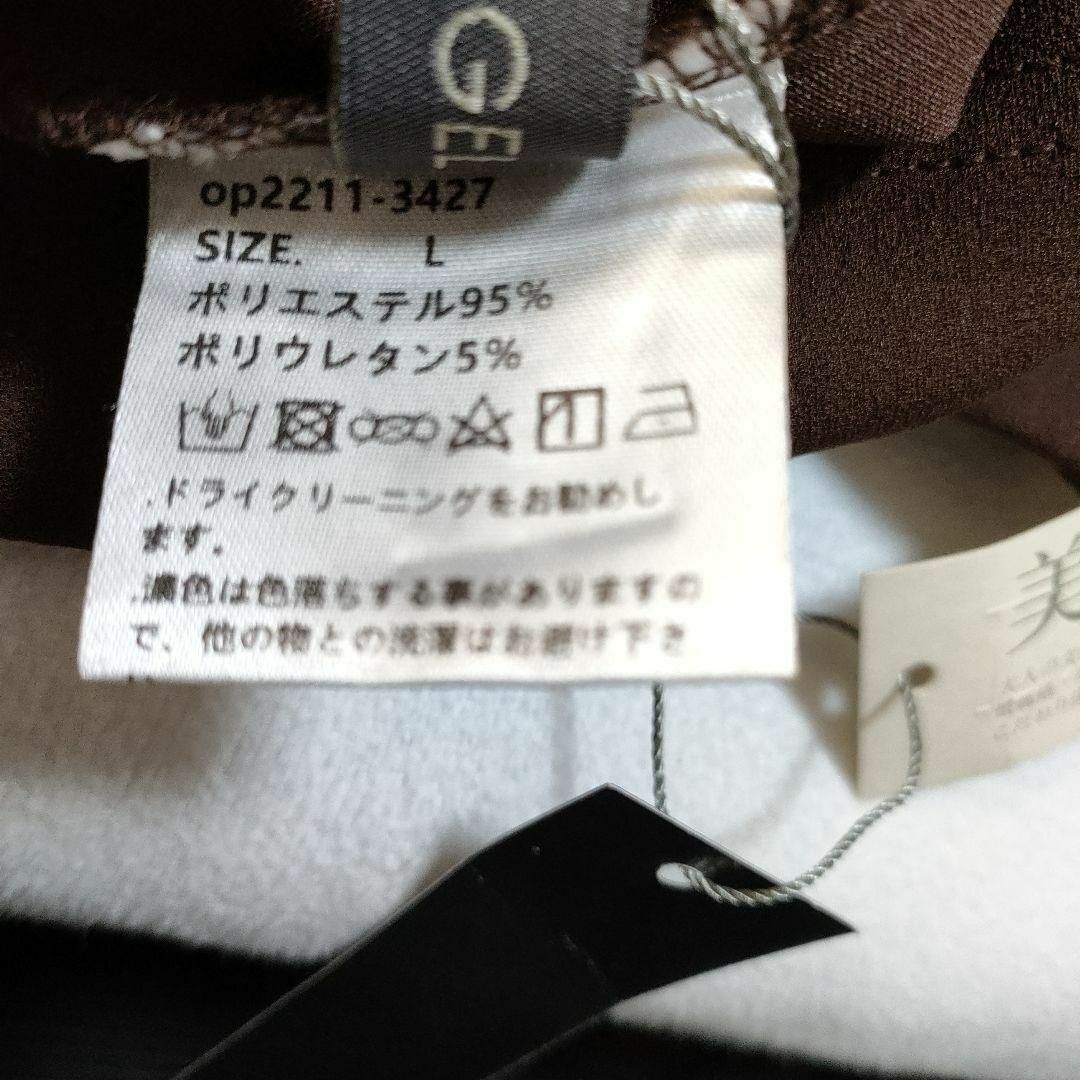 GEL
op2211-3427
SIZE. L
ポリエステル95%
ポリウレタン5%
.ドライクリーニングをお勧めし
ます。
.濃色は色落ちする事がありますの
で、他の物との洗濯はお避け下さ
美